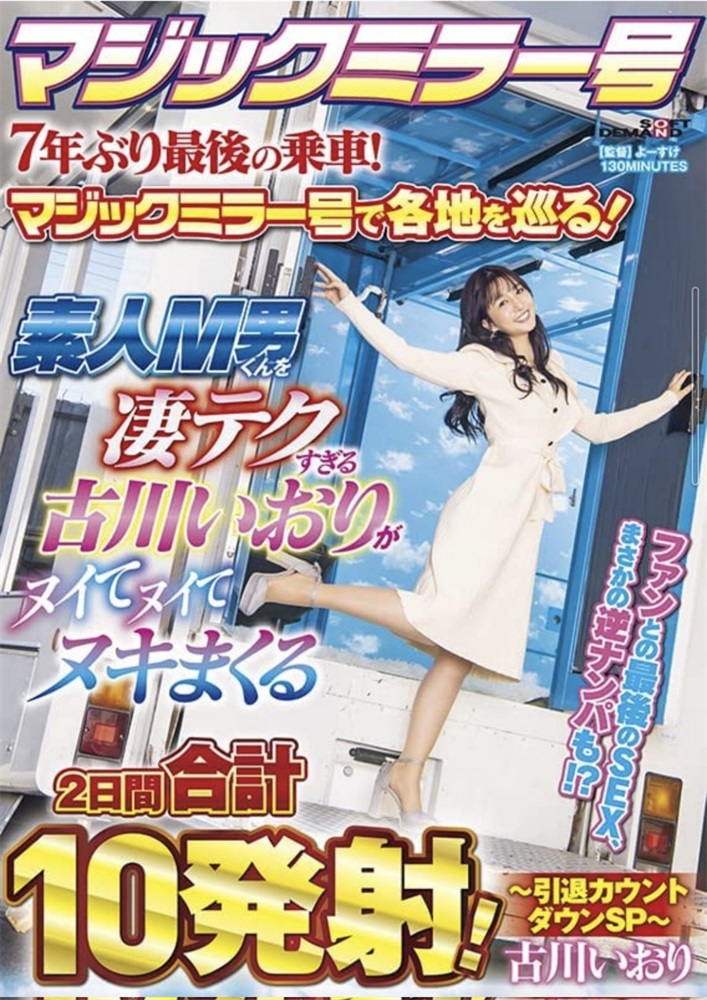 マジックミラー号
SOFT
ON
DEMAND
【監督】よーすけ
130MINUTES
7年ぶり最後の乗車!
マジックミラー号で各地を巡る!
素人M男くんを
凄テクすぎる
古川いおりが
ヌイてヌイて
ヌキまくる
ファンとの最後のSEX、
まさかの逆ナンパも!?
2日間合計
10発射!
～引退カウント
ダウンSP～
古川いおり